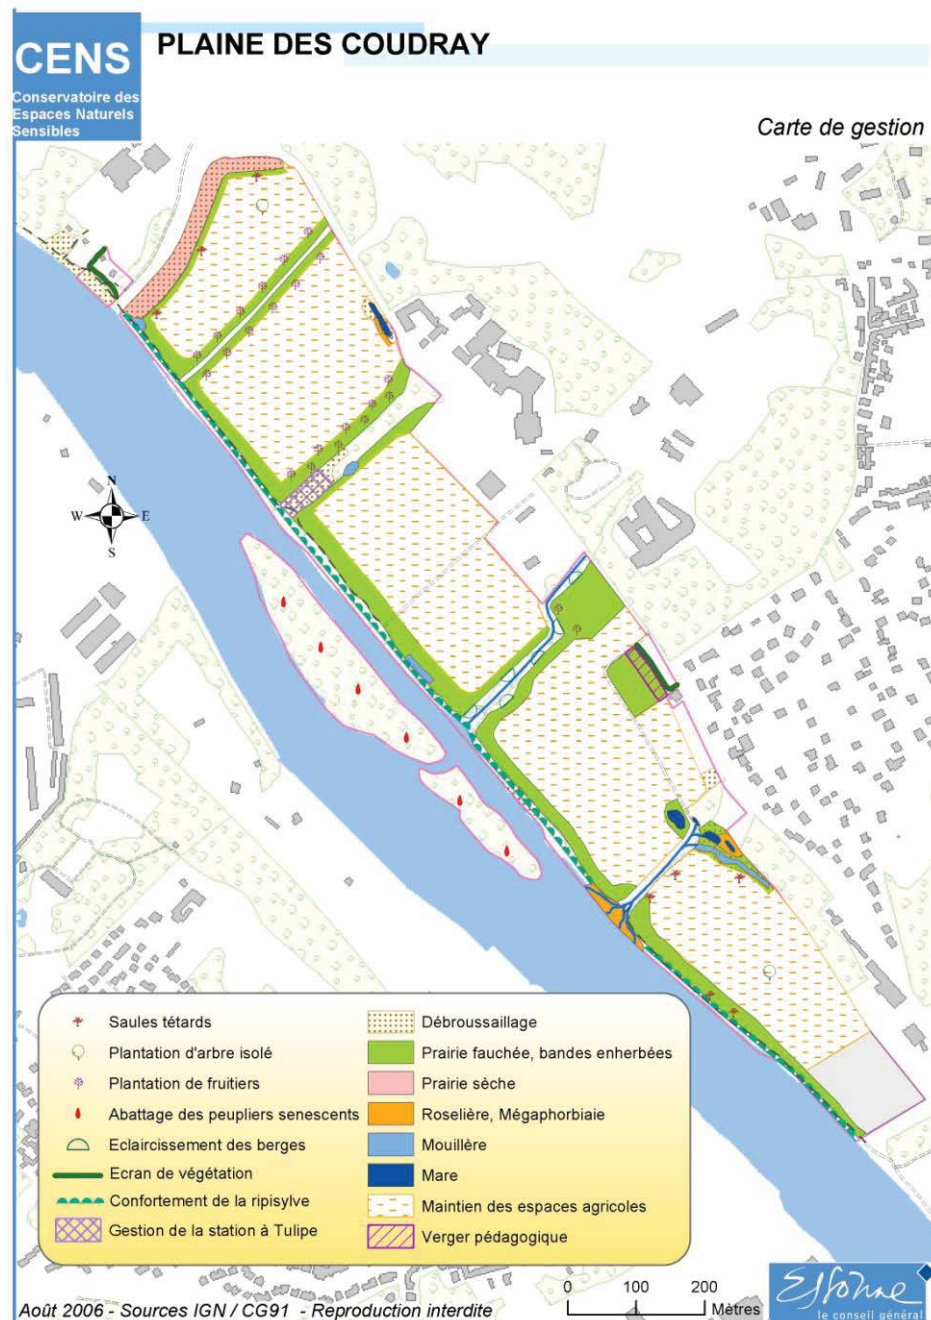 CENS
Conservatoire des
Espaces Naturels
Sensibles
PLAINE DES COUDRAY
Carte de gestion
N
W E
S
Saules tétards
Plantation d'arbre isolé
Plantation de fruitiers
Abattage des peupliers senescents
Eclaircissement des berges
Ecran de végétation
Confortement de la ripisylve
Gestion de la station à Tulipe
Débroussaillage
Prairie fauchée, bandes enherbées
Prairie sèche
Roselière, Mégaphorbiaie
Mouillère
Mare
Maintien des espaces agricoles
Verger pédagogique
0 100 200
Mètres
Août 2006 - Sources IGN / CG91 - Reproduction interdite
Essonne
le conseil général